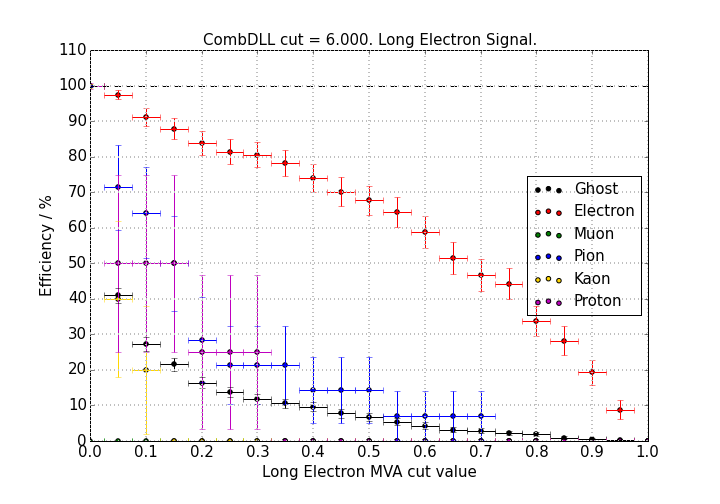 CombDLL cut = 6.000. Long Electron Signal.
110
100
90
80
70
60
50
40
30
20
10
0
Efficiency / %
Ghost
Electron
Muon
Pion
Kaon
Proton
0.0 0.1 0.2 0.3 0.4 0.5 0.6 0.7 0.8 0.9 1.0
Long Electron MVA cut value